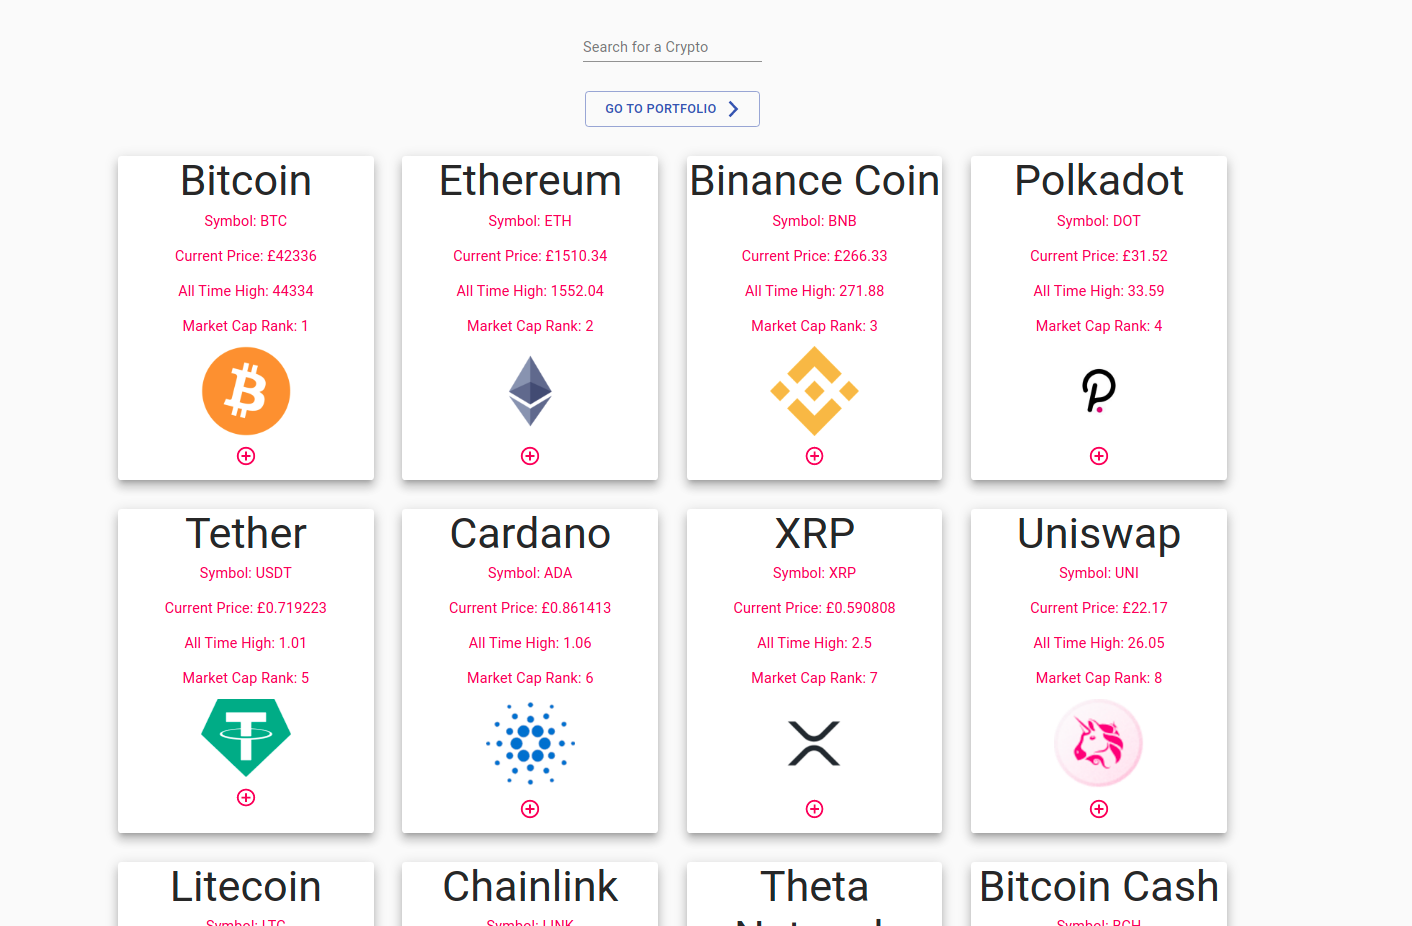 Search for a Crypto
GO TO PORTFOLIO
Bitcoin
Symbol: BTC
Current Price: £42336
All Time High: 44334
Market Cap Rank: 1
Ethereum
Symbol: ETH
Current Price: £1510.34
All Time High: 1552.04
Market Cap Rank: 2
Binance Coin
Symbol: BNB
Current Price: £266.33
All Time High: 271.88
Market Cap Rank: 3
Polkadot
Symbol: DOT
Current Price: £31.52
All Time High: 33.59
Market Cap Rank: 4
Tether
Symbol: USDT
Current Price: £0.719223
All Time High: 1.01
Market Cap Rank: 5
Cardano
Symbol: ADA
Current Price: £0.861413
All Time High: 1.06
Market Cap Rank: 6
XRP
Symbol: XRP
Current Price: £0.590808
All Time High: 2.5
Market Cap Rank: 7
Uniswap
Symbol: UNI
Current Price: £22.17
All Time High: 26.05
Market Cap Rank: 8
Litecoin
Symbol: LTC
Chainlink
Symbol: LINK
Theta
Network
Bitcoin Cash
Symbol: BCH